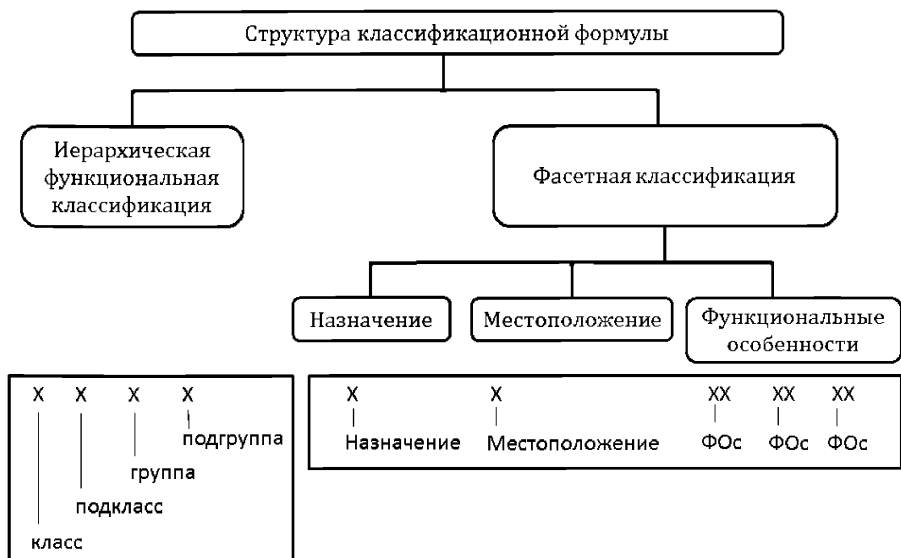 Структура классификационной формулы
Иерархическая
функциональная
классификация
Фасетная классификация
Назначение
Местоположение
Функциональные
особенности
X X X X
подгруппа
группа
подкласс
класс
X X XX XX XX
Назначение Местоположение ФОс ФОс ФОс